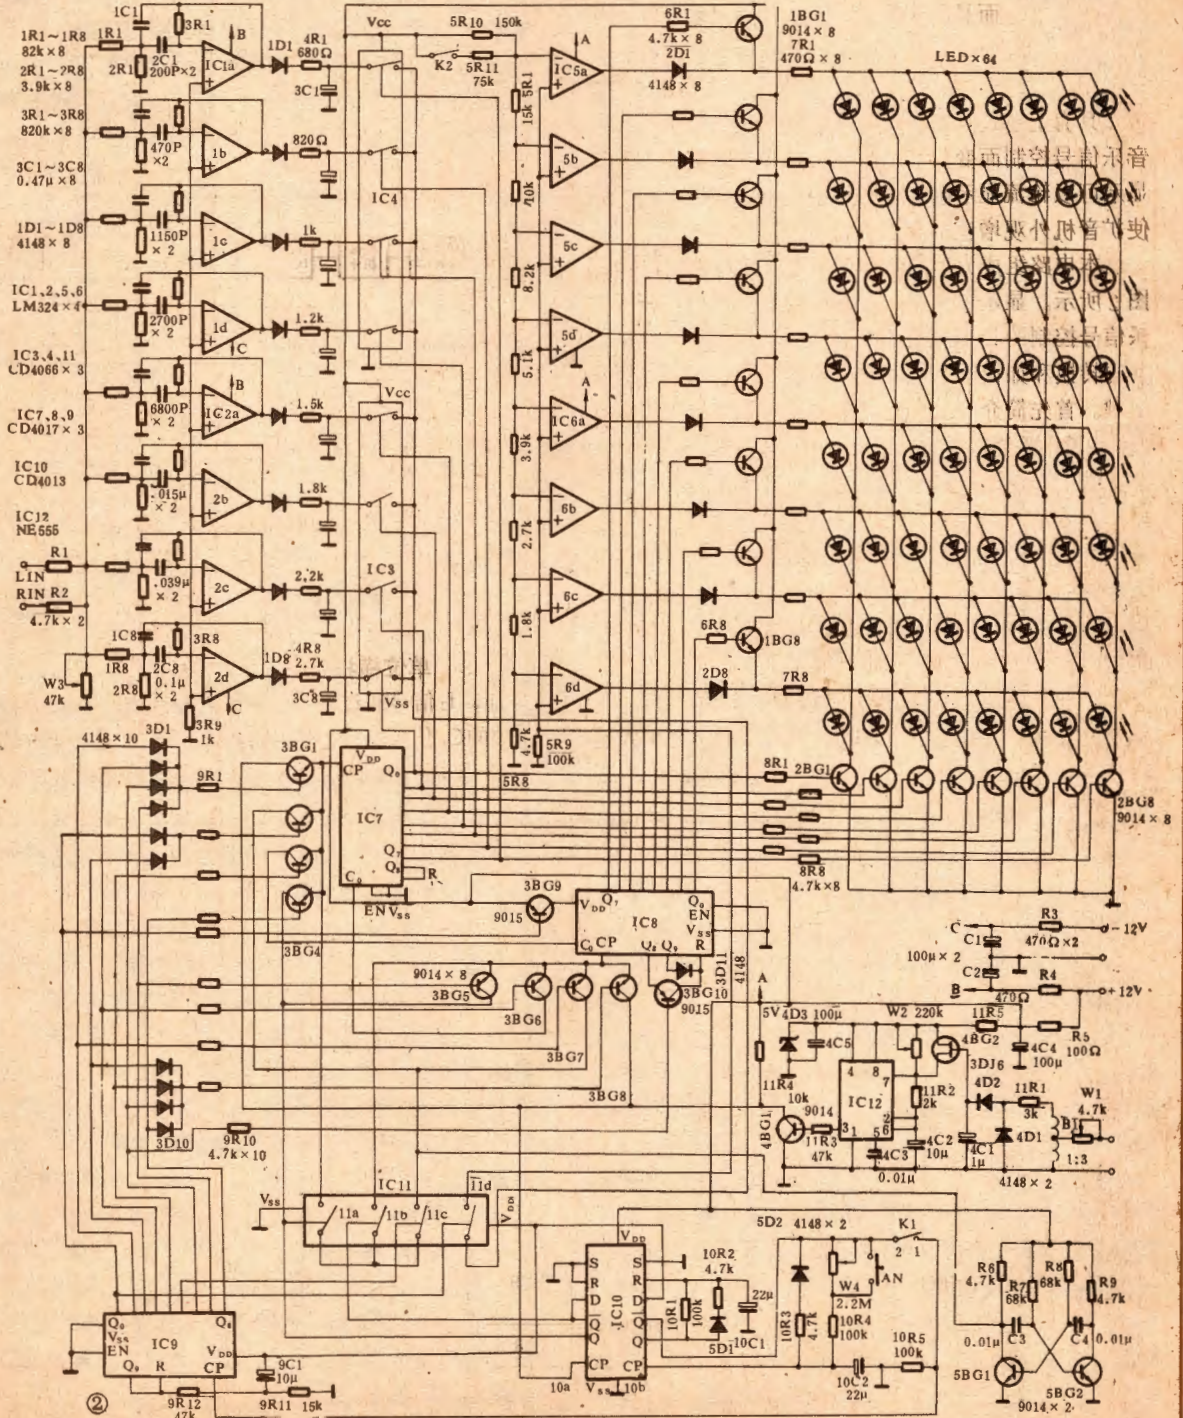 1R1~1R8
82k×8
2R1~2R8
3.9k×8
3R1~3R8
820k×8
3C1~3C8
0.47μ×8
1D1~1D8
4148×8
IC1,2,5,6
LM324×4
IC3,4,11
CD4066×3
IC7,8,9
CD4017×3
IC10
CD4013
IC12
NE555
R1
LIN
RIN
R2
4.7k×2
W3
47k
1C1
1R1
3R1
2R1
2C1
200P×2
IC1a
B
1D1
4R1
680Ω
3C1
470P
×2
1b
820Ω
1150P
×2
1c
1k
2700P
×2
1d
C
1.2k
6800P
×2
IC2a
B
1.5k
.015μ
×2
2b
1.8k
.039μ
×2
2c
2.2k
1C8
3R8
1R8
2R8
2C8
0.1μ
×2
2d
C
1D8
4R8
2.7k
3C8
3R9
1k
Vcc
IC4
Vcc
IC3
Vss
K2
5R10 150k
5R11
75k
15k 5R1
10k
8.2k
5.1k
3.9k
2.7k
1.8k
4.7k
5R8
5R9
100k
IC5a
A
5b
5c
5d
IC6a
A
6b
6c
6d
6R1
4.7k×8
2D1
4148×8
1BG1
9014×8
7R1
470Ω×8
LED×64
6R8
1BG8
2D8
7R8
4148×10
3D1
9R1
3BG1
3BG4
CP
VDD
Q0
IC7
Q7
Q8
R
C0
EN Vss
8R1
2BG1
2BG8
9014×8
8R8
4.7k×8
3BG9
9015
VDD
Q7
Q0
EN
Vss
IC8
C0
CP
Q8
Q9
R
3D11
4148
9014×8
3BG5
3BG6
3BG7
3BG8
3BG10
9015
C
C1
R3
470Ω×2
-12V
100μ×2
C2
B
R4
470Ω
+12V
A
5V
4D3
100μ
4C5
W2 220k
11R5
4BG2
3DJ6
4C4
100μ
R5
100Ω
11R4
10k
4
8
7
IC12
11R2
2k
2
6
3
1
5
4BG1
9014
11R3
47k
4C3
0.01μ
4C2
10μ
4C1
1μ
4D2
4D1
4148×2
11R1
3k
B1
1:3
W1
4.7k
3D10
9R10
4.7k×10
Vss
IC11
11a
11b
11c
11d
VDD
Q0
Vss
EN
Q9
R
IC9
Q8
VDD
CP
9C1
10μ
9R12
47k
9R11
15k
VDD
S
R
D
Q
Q
CP
10a
S
R
D
Q
Q
CP
10b
Vss
IC10
10R2
4.7k
10R1
100k
5D1
22μ
10C1
5D2
4148×2
K1
2
1
W4
2.2M
AN
10R3
4.7k
10R4
100k
10C2
22μ
10R5
100k
R6
4.7k
R7
68k
R8
68k
R9
4.7k
0.01μ
C3
C4
0.01μ
5BG1
5BG2
9014×2
②